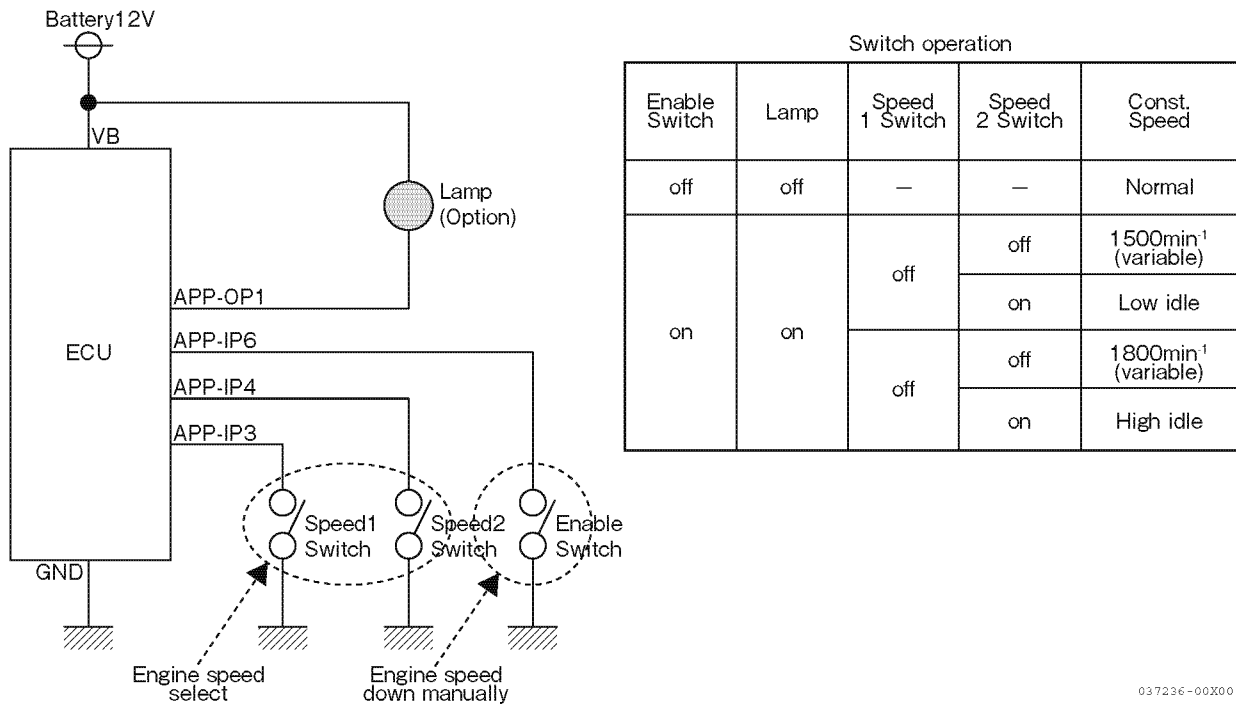 Battery12V
VB
Lamp
(Option)
APP-OP1
APP-IP6
ECU
APP-IP4
APP-IP3
Speed1
Switch
Speed2
Switch
Enable
Switch
GND
Engine speed
select
Engine speed
down manually
Switch operation
Enable
Switch
Lamp
Speed
1 Switch
Speed
2 Switch
Const.
Speed
off
off
–
–
Normal
on
on
off
off
1500min⁻¹
(variable)
on
Low idle
off
off
1800min⁻¹
(variable)
on
High idle
037236-00X00